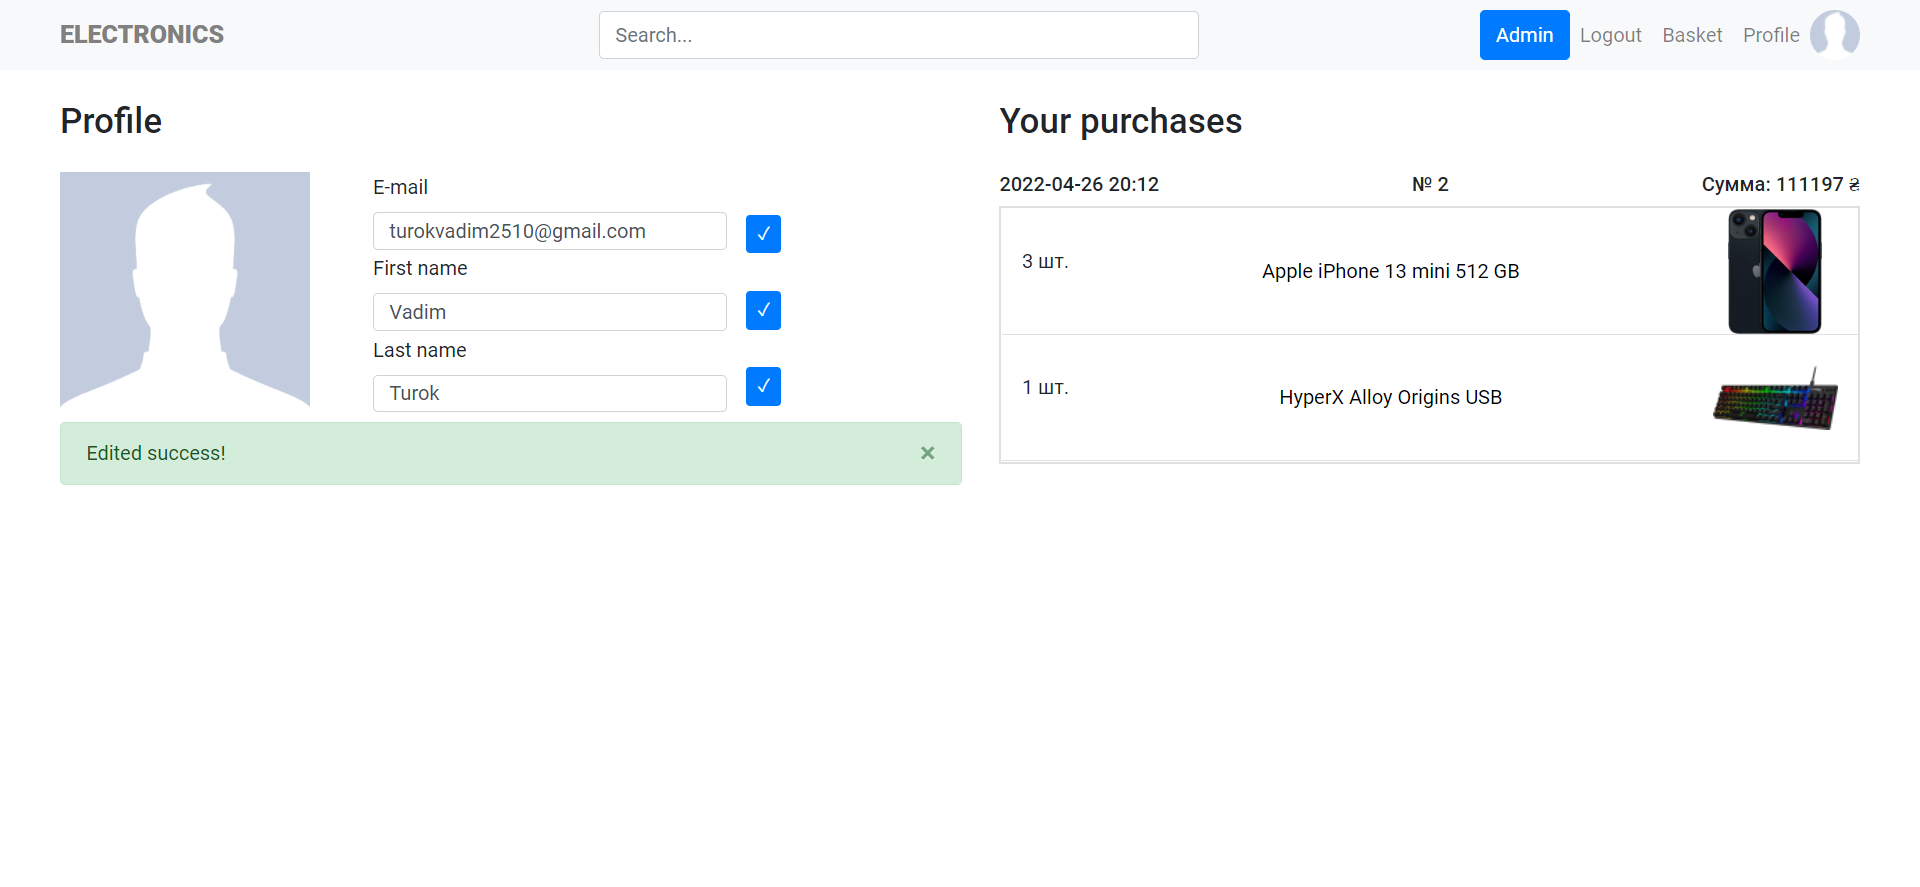 ELECTRONICS
Search...
Admin Logout Basket Profile
Profile
E-mail
turokvadim2510@gmail.com
✓
First name
Vadim
✓
Last name
Turok
✓
Edited success! ×
Your purchases
2022-04-26 20:12 № 2 Сумма: 111197 ₴
3 шт. Apple iPhone 13 mini 512 GB
1 шт. HyperX Alloy Origins USB